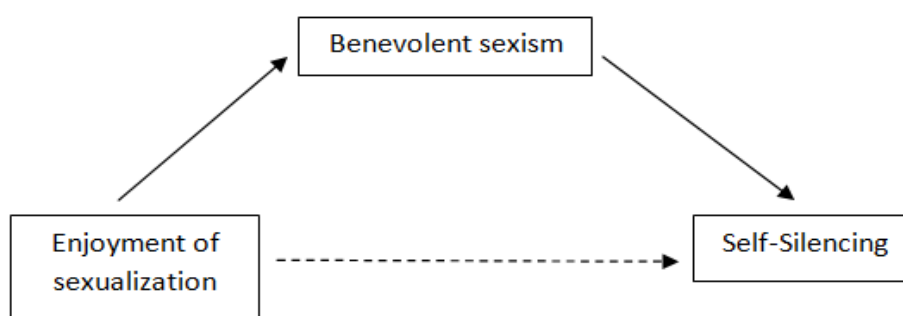 Benevolent sexism
Enjoyment of
sexualization
Self-Silencing